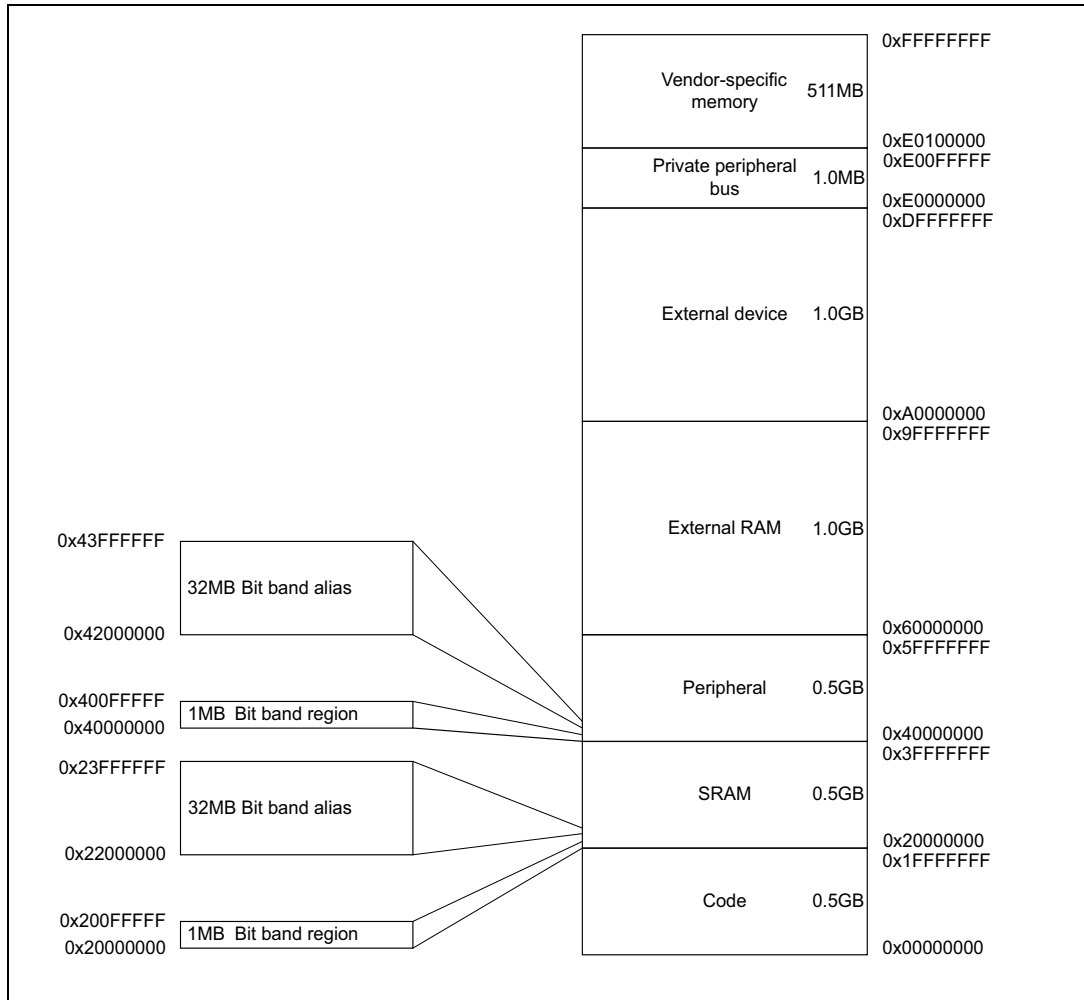 0xFFFFFFFF
Vendor-specific
memory
511MB
0xE0100000
0xE00FFFFF
Private peripheral
bus
1.0MB
0xE0000000
0xDFFFFFFF
External device
1.0GB
0xA0000000
0x9FFFFFFF
External RAM
1.0GB
0x60000000
0x5FFFFFFF
Peripheral
0.5GB
0x40000000
0x3FFFFFFF
SRAM
0.5GB
0x20000000
0x1FFFFFFF
Code
0.5GB
0x00000000
0x43FFFFFF
32MB Bit band alias
0x42000000
0x400FFFFF
1MB Bit band region
0x40000000
0x23FFFFFF
32MB Bit band alias
0x22000000
0x200FFFFF
1MB Bit band region
0x20000000